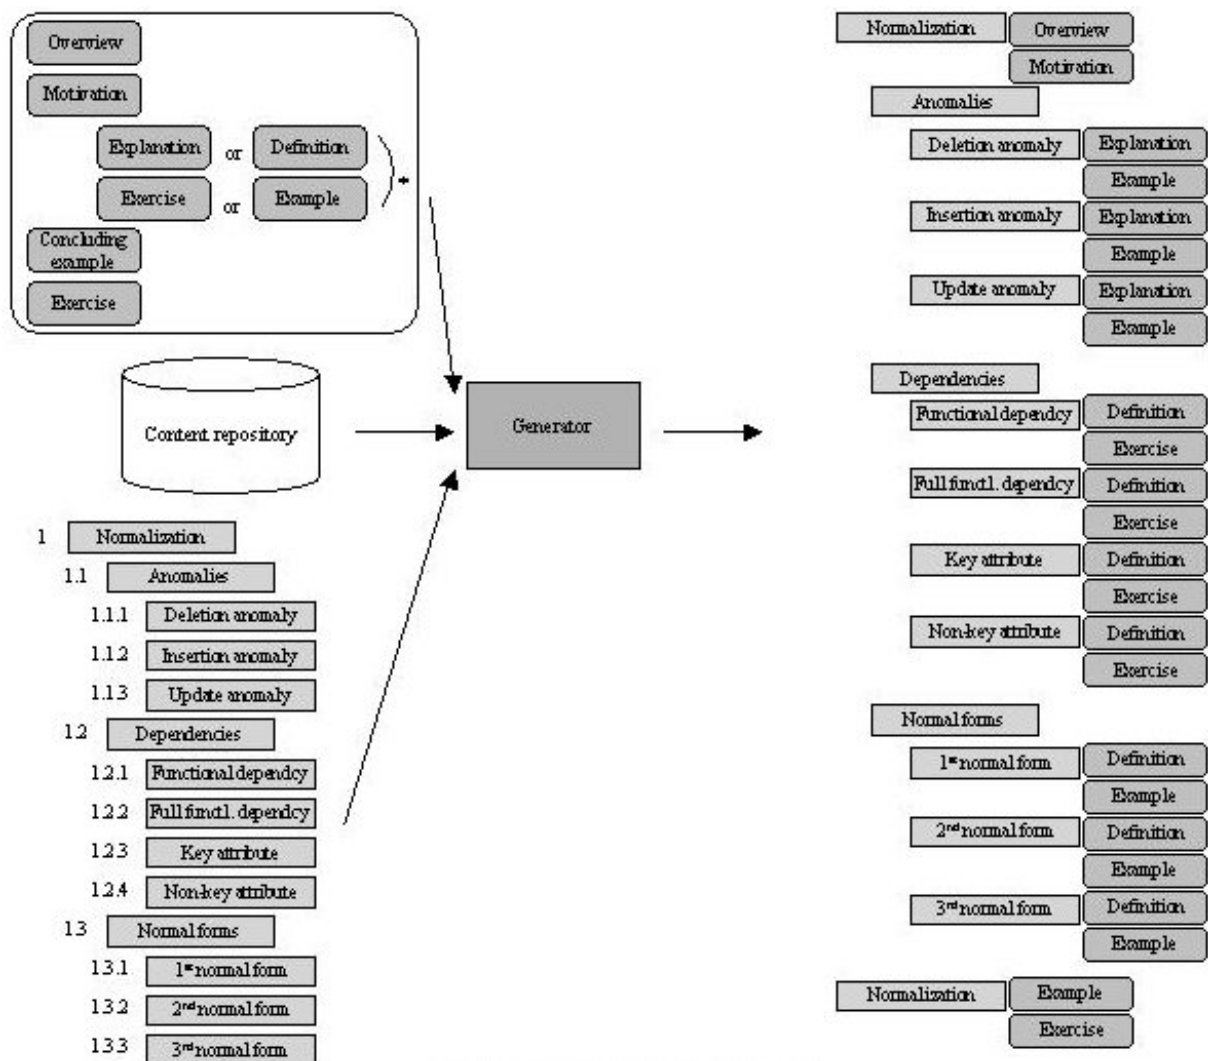 Overview
Motivation
Explanation or Definition
Exercise or Example
*
Concluding
example
Exercise
Content repository
Generator
1 Normalization
1.1 Anomalies
1.1.1 Deletion anomaly
1.1.2 Insertion anomaly
1.1.3 Update anomaly
1.2 Dependencies
1.2.1 Functional dependcy
1.2.2 Full functl. dependcy
1.2.3 Key attribute
1.2.4 Non-key attribute
1.3 Normal forms
1.3.1 1st normal form
1.3.2 2nd normal form
1.3.3 3rd normal form
Normalization Overview
Motivation
Anomalies
Deletion anomaly Explanation
Example
Insertion anomaly Explanation
Example
Update anomaly Explanation
Example
Dependencies
Functional dependcy Definition
Exercise
Full functl. dependcy Definition
Exercise
Key attribute Definition
Exercise
Non-key attribute Definition
Exercise
Normal forms
1st normal form Definition
Example
2nd normal form Definition
Example
3rd normal form Definition
Example
Normalization Example
Exercise